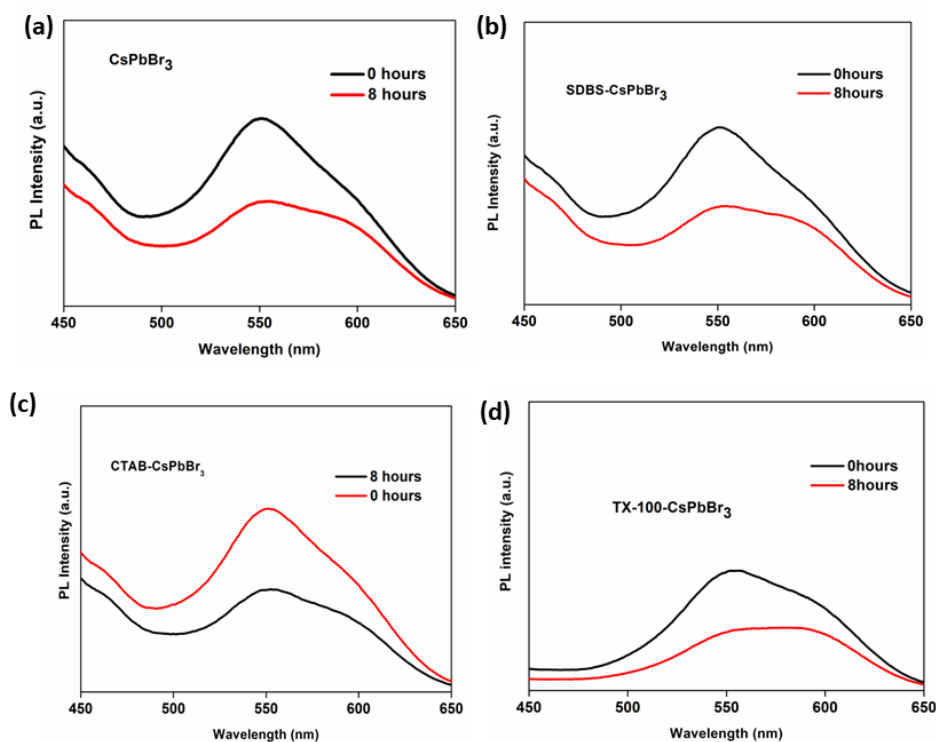 (a)
CsPbBr3
0 hours
8 hours
PL Intensity (a.u.)
450 500 550 600 650
Wavelength (nm)
(b)
SDBS-CsPbBr3
0hours
8hours
PL Intensity (a.u.)
450 500 550 600 650
Wavelength (nm)
(c)
CTAB-CsPbBr3
8 hours
0 hours
PL Intensity (a.u.)
450 500 550 600 650
Wavelength (nm)
(d)
TX-100-CsPbBr3
0hours
8hours
PL intensity (a.u.)
450 500 550 600 650
Wavelength (nm)